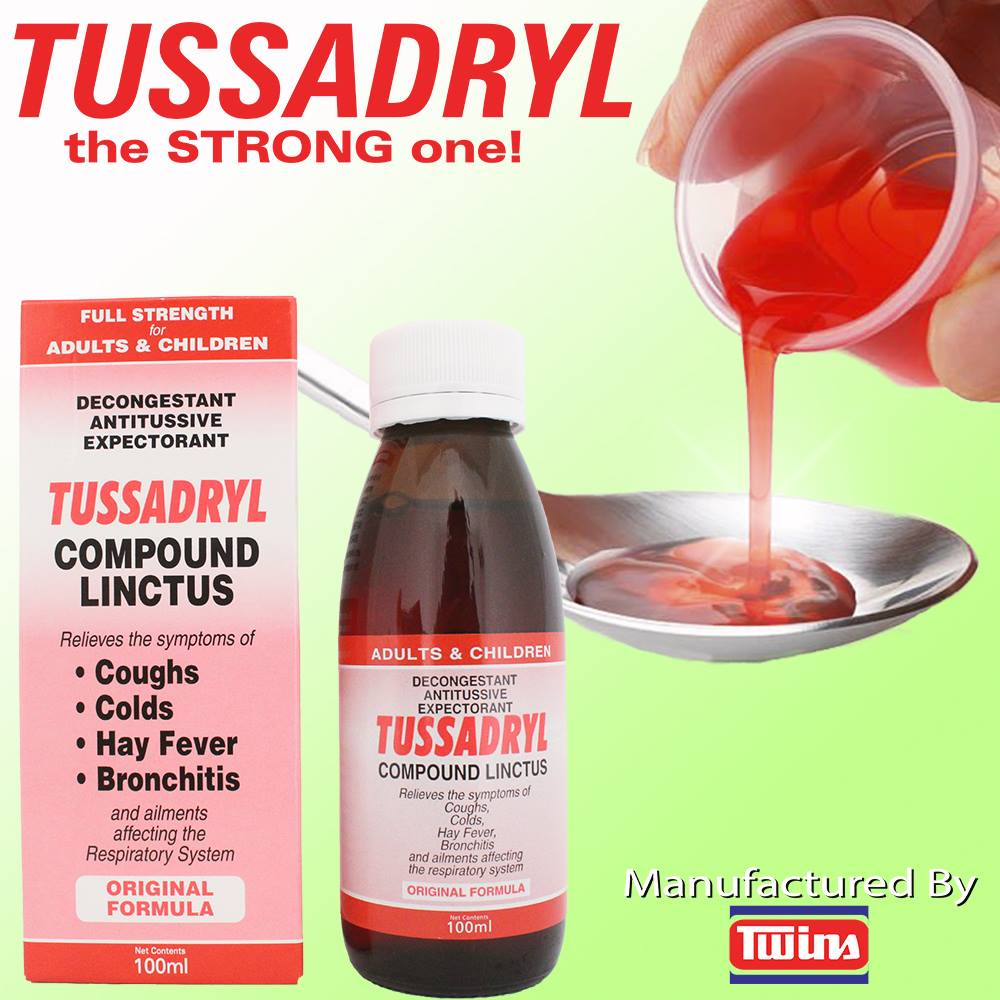 TUSSADRYL
the STRONG one!
FULL STRENGTH
for
ADULTS & CHILDREN
DECONGESTANT
ANTITUSSIVE
EXPECTORANT
TUSSADRYL
COMPOUND
LINCTUS
Relieves the symptoms of
• Coughs
• Colds
• Hay Fever
• Bronchitis
and ailments
affecting the
Respiratory System
ORIGINAL
FORMULA
Net Contents
100ml
ADULTS & CHILDREN
DECONGESTANT
ANTITUSSIVE
EXPECTORANT
TUSSADRYL
COMPOUND LINCTUS
Relieves the symptoms of
Coughs,
Colds,
Hay Fever,
Bronchitis
and ailments affecting
the respiratory system
ORIGINAL FORMULA
Net Contents
100ml
Manufactured By
Twins